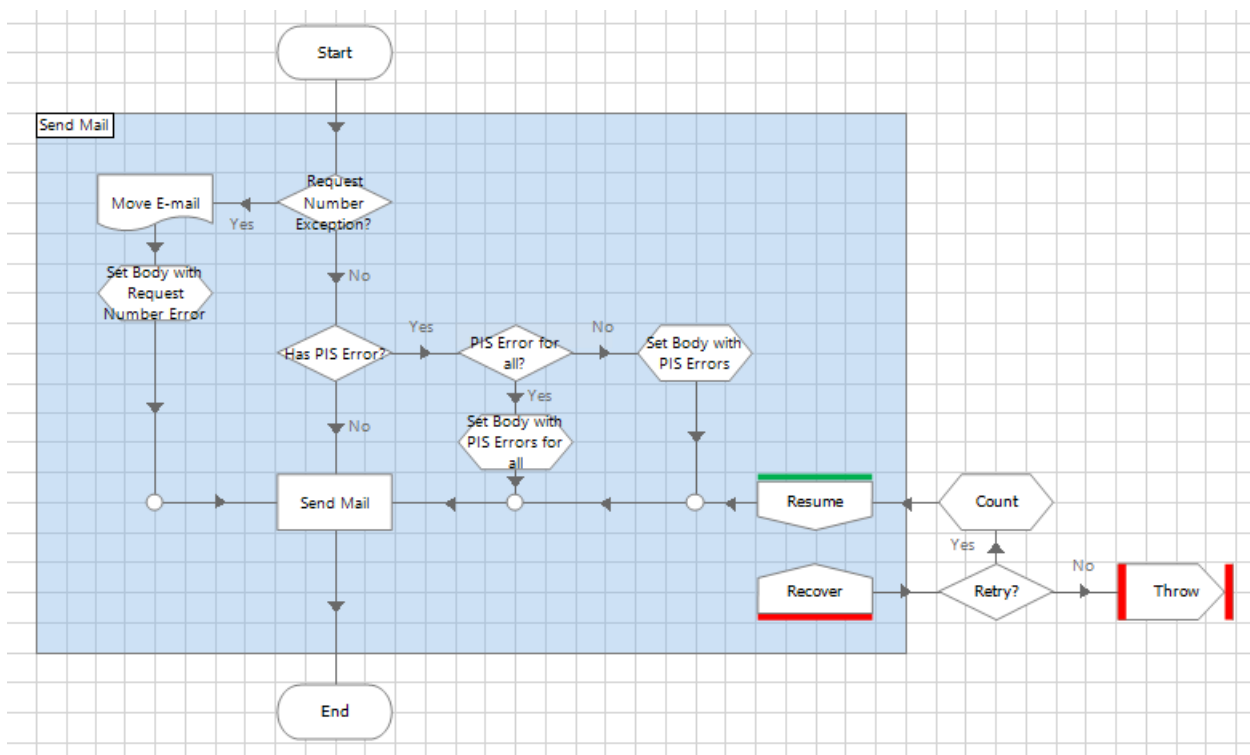 Start
Send Mail
Request
Number
Exception?
Move E-mail
Yes
Set Body with
Request
Number Error
No
Has PIS Error?
Yes
PIS Error for
all?
No
Set Body with
PIS Errors
Yes
No
Set Body with
PIS Errors for
all
Send Mail
Resume
Count
Yes
Recover
Retry?
No
Throw
End